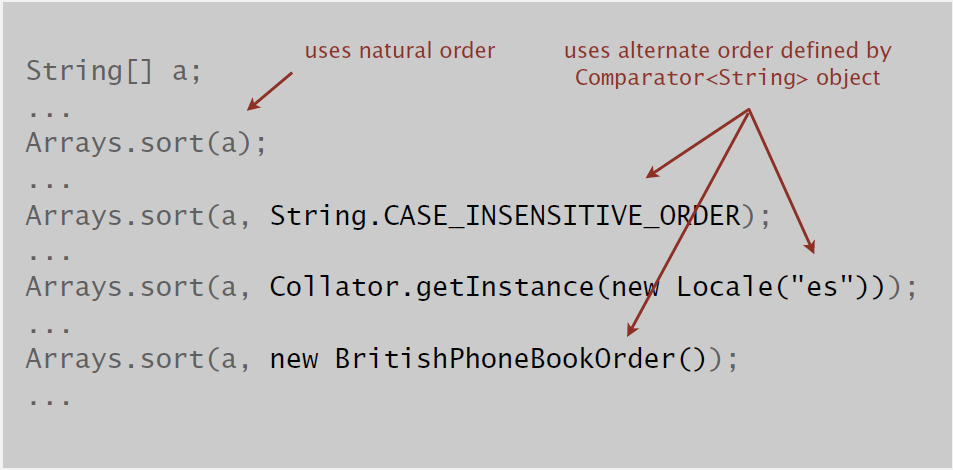 uses natural order
uses alternate order defined by
Comparator<String> object
String[] a;
...
Arrays.sort(a);
...
Arrays.sort(a, String.CASE_INSENSITIVE_ORDER);
...
Arrays.sort(a, Collator.getInstance(new Locale("es")));
...
Arrays.sort(a, new BritishPhoneBookOrder());
...